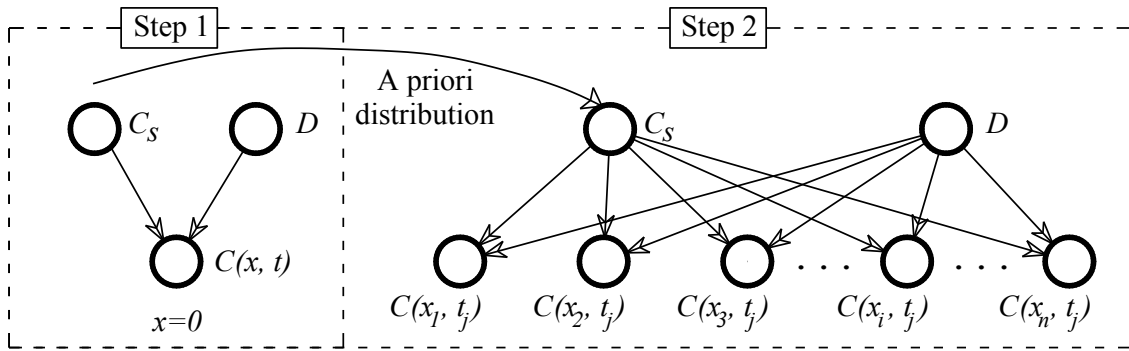 Step 1
Step 2
A priori
distribution
C_S
D
C_S
D
C(x, t)
x=0
C(x_1, t_j)
C(x_2, t_j)
C(x_3, t_j)
. . .
C(x_i, t_j)
. . .
C(x_n, t_j)